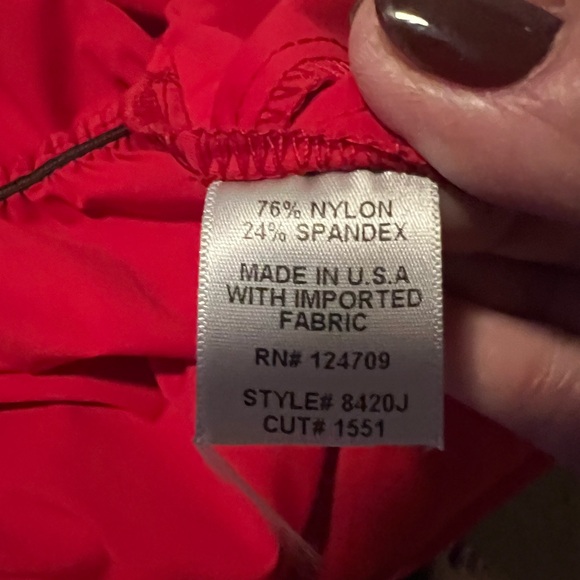 76% NYLON
24% SPANDEX
MADE IN U.S.A
WITH IMPORTED
FABRIC
RN# 124709
STYLE# 8420J
CUT# 1551